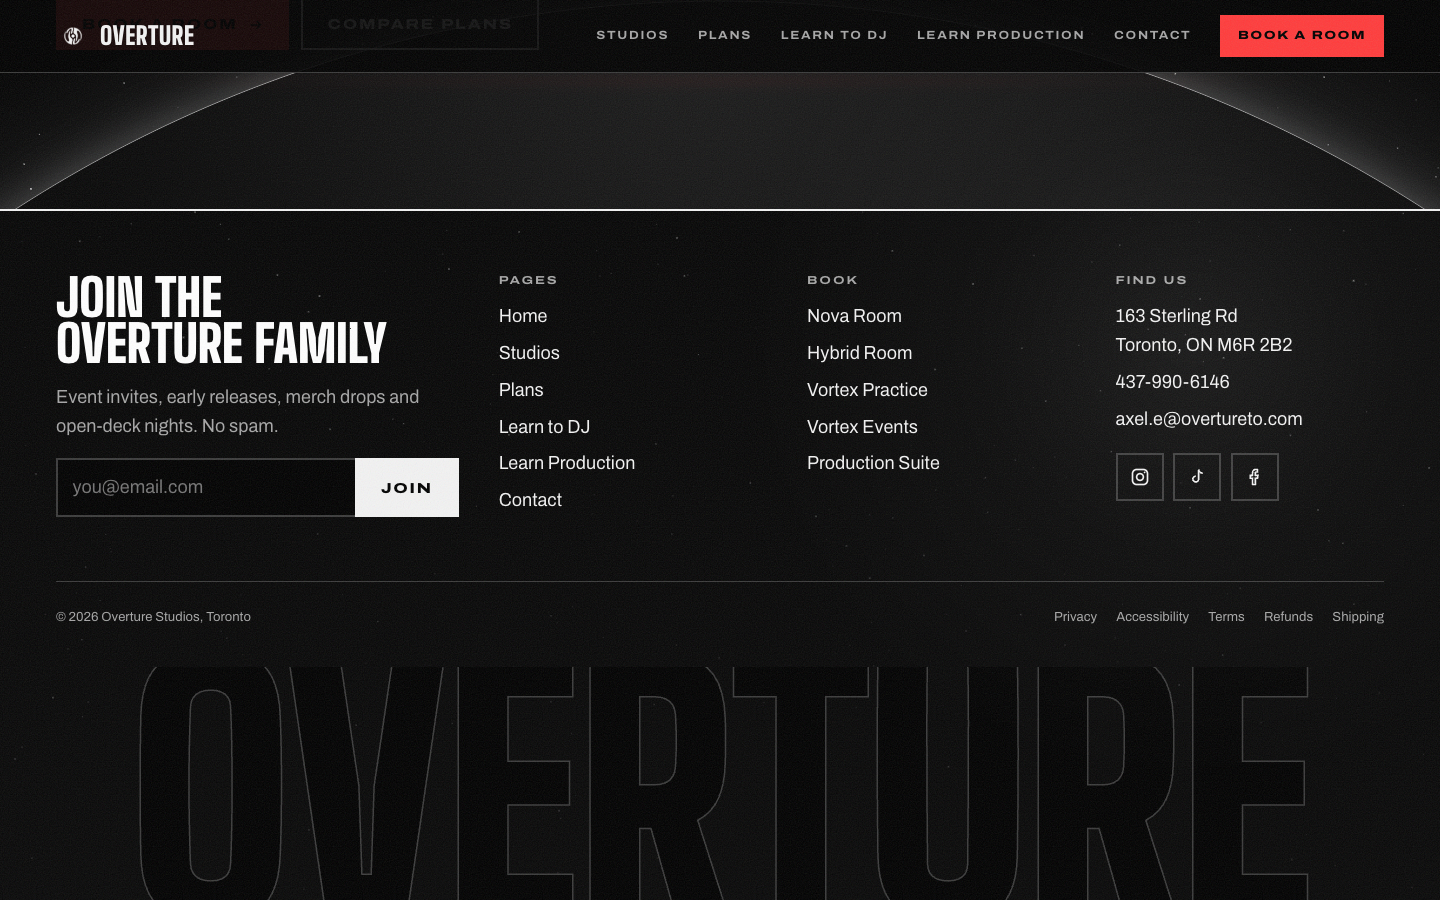 BOOK A ROOM →
COMPARE PLANS
OVERTURE
STUDIOS
PLANS
LEARN TO DJ
LEARN PRODUCTION
CONTACT
BOOK A ROOM
JOIN THE
OVERTURE FAMILY
Event invites, early releases, merch drops and
open-deck nights. No spam.
you@email.com
JOIN
PAGES
Home
Studios
Plans
Learn to DJ
Learn Production
Contact
BOOK
Nova Room
Hybrid Room
Vortex Practice
Vortex Events
Production Suite
FIND US
163 Sterling Rd
Toronto, ON M6R 2B2
437-990-6146
axel.e@overtureto.com
© 2026 Overture Studios, Toronto
Privacy
Accessibility
Terms
Refunds
Shipping
OVERTURE